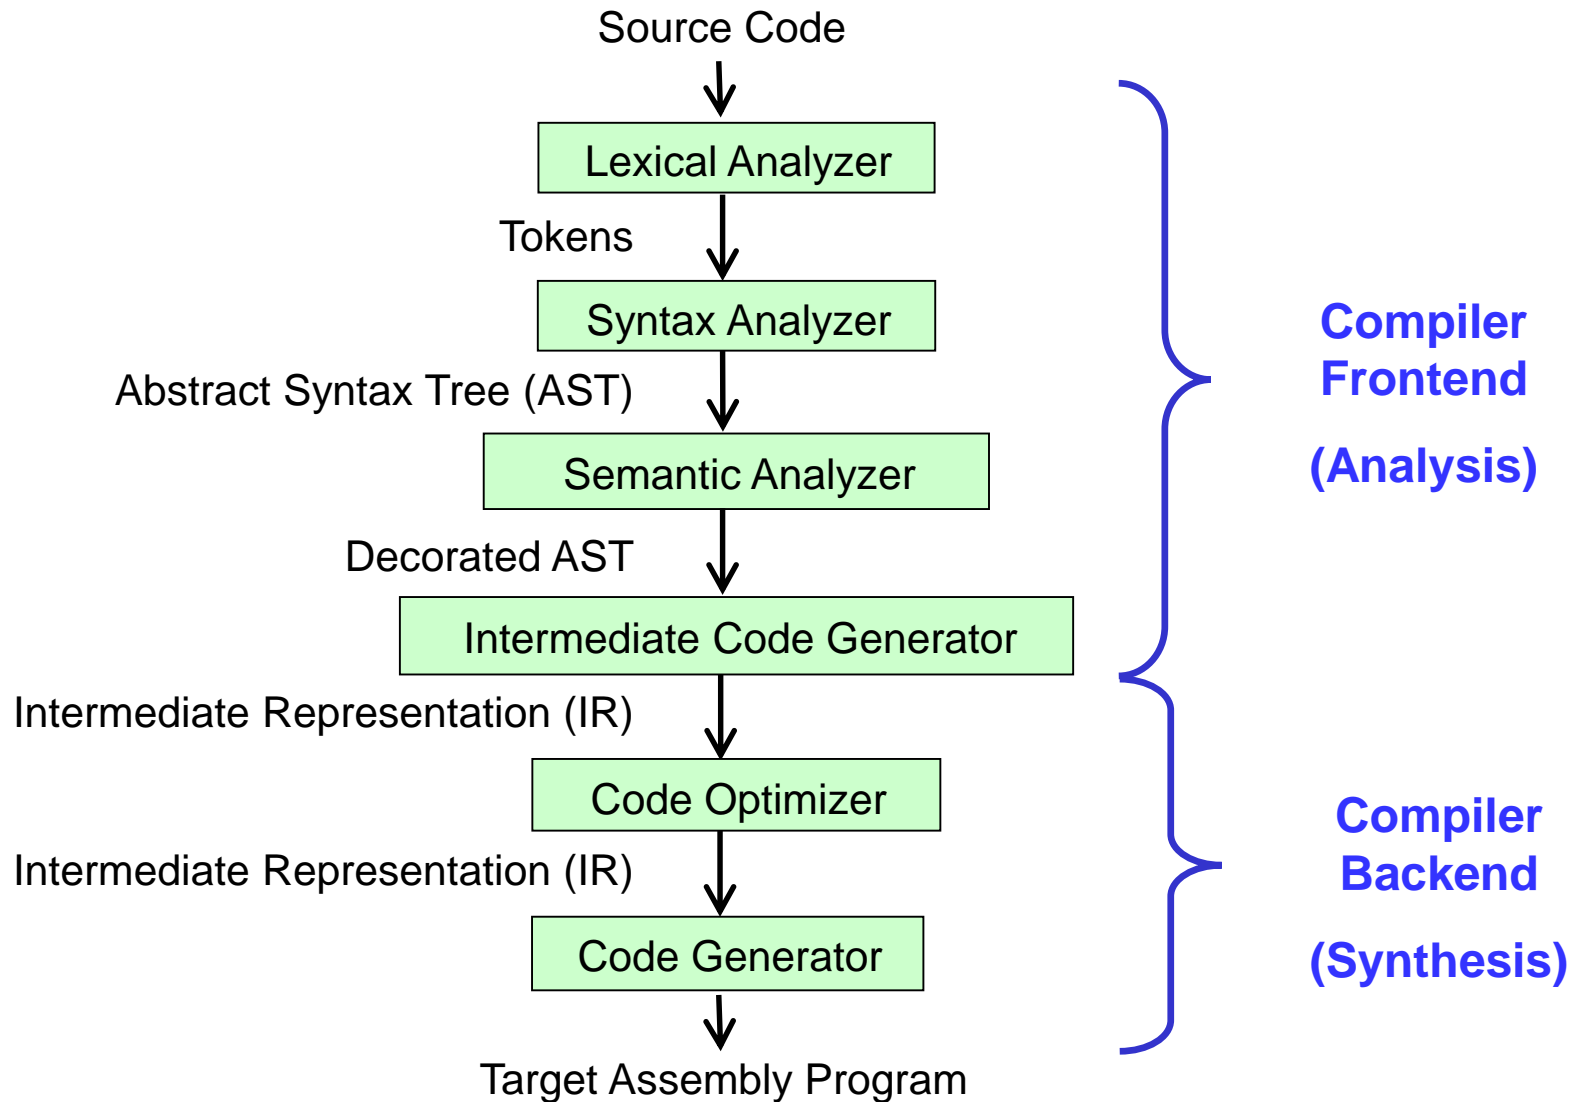 Source Code
Lexical Analyzer
Tokens
Syntax Analyzer
Abstract Syntax Tree (AST)
Semantic Analyzer
Decorated AST
Intermediate Code Generator
Intermediate Representation (IR)
Code Optimizer
Intermediate Representation (IR)
Code Generator
Target Assembly Program
Compiler
Frontend
(Analysis)
Compiler
Backend
(Synthesis)